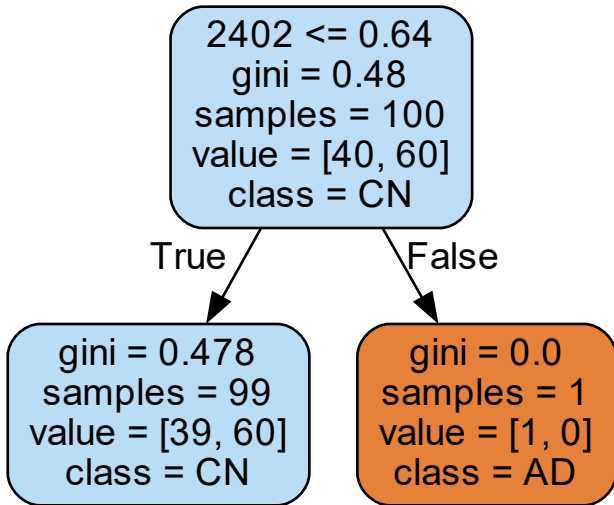 2402 <= 0.64
gini = 0.48
samples = 100
value = [40, 60]
class = CN
True
False
gini = 0.478
samples = 99
value = [39, 60]
class = CN
gini = 0.0
samples = 1
value = [1, 0]
class = AD